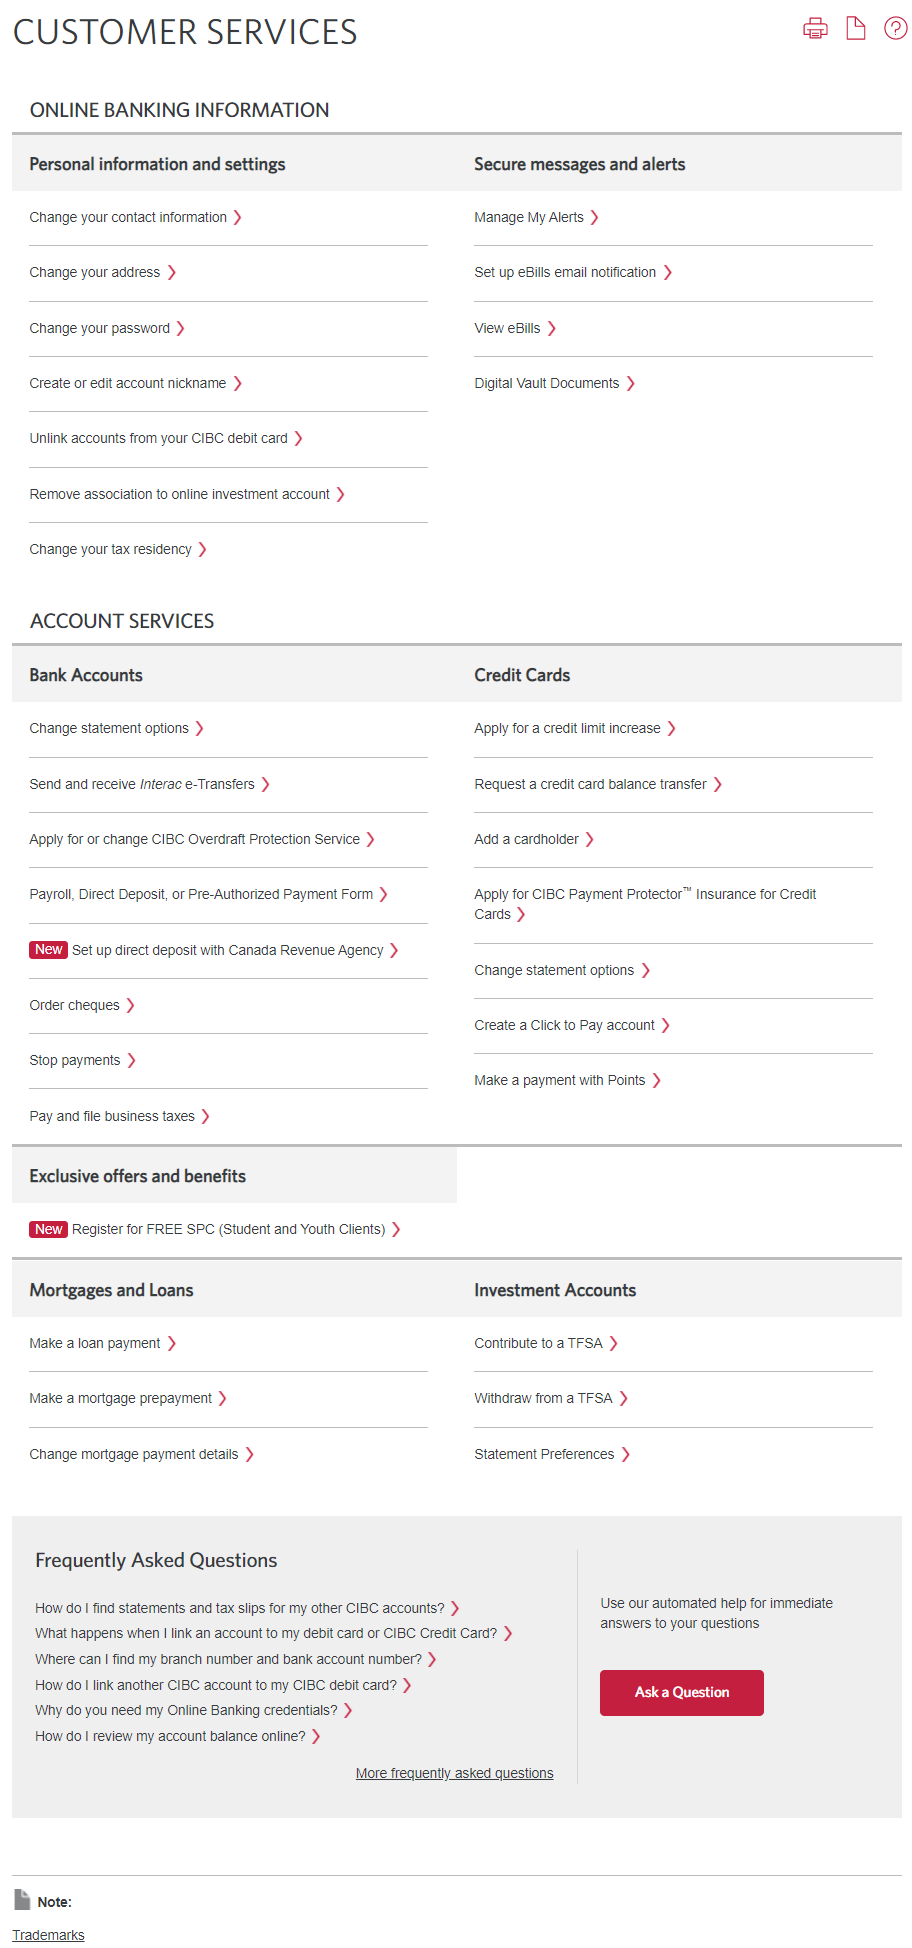 CUSTOMER SERVICES
ONLINE BANKING INFORMATION
Personal information and settings
Change your contact information
Change your address
Change your password
Create or edit account nickname
Unlink accounts from your CIBC debit card
Remove association to online investment account
Change your tax residency
Secure messages and alerts
Manage My Alerts
Set up eBills email notification
View eBills
Digital Vault Documents
ACCOUNT SERVICES
Bank Accounts
Change statement options
Send and receive Interac e-Transfers
Apply for or change CIBC Overdraft Protection Service
Payroll, Direct Deposit, or Pre-Authorized Payment Form
New Set up direct deposit with Canada Revenue Agency
Order cheques
Stop payments
Pay and file business taxes
Credit Cards
Apply for a credit limit increase
Request a credit card balance transfer
Add a cardholder
Apply for CIBC Payment Protector™ Insurance for Credit
Cards
Change statement options
Create a Click to Pay account
Make a payment with Points
Exclusive offers and benefits
New Register for FREE SPC (Student and Youth Clients)
Mortgages and Loans
Make a loan payment
Make a mortgage prepayment
Change mortgage payment details
Investment Accounts
Contribute to a TFSA
Withdraw from a TFSA
Statement Preferences
Frequently Asked Questions
How do I find statements and tax slips for my other CIBC accounts?
What happens when I link an account to my debit card or CIBC Credit Card?
Where can I find my branch number and bank account number?
How do I link another CIBC account to my CIBC debit card?
Why do you need my Online Banking credentials?
How do I review my account balance online?
More frequently asked questions
Use our automated help for immediate
answers to your questions
Ask a Question
Note:
Trademarks